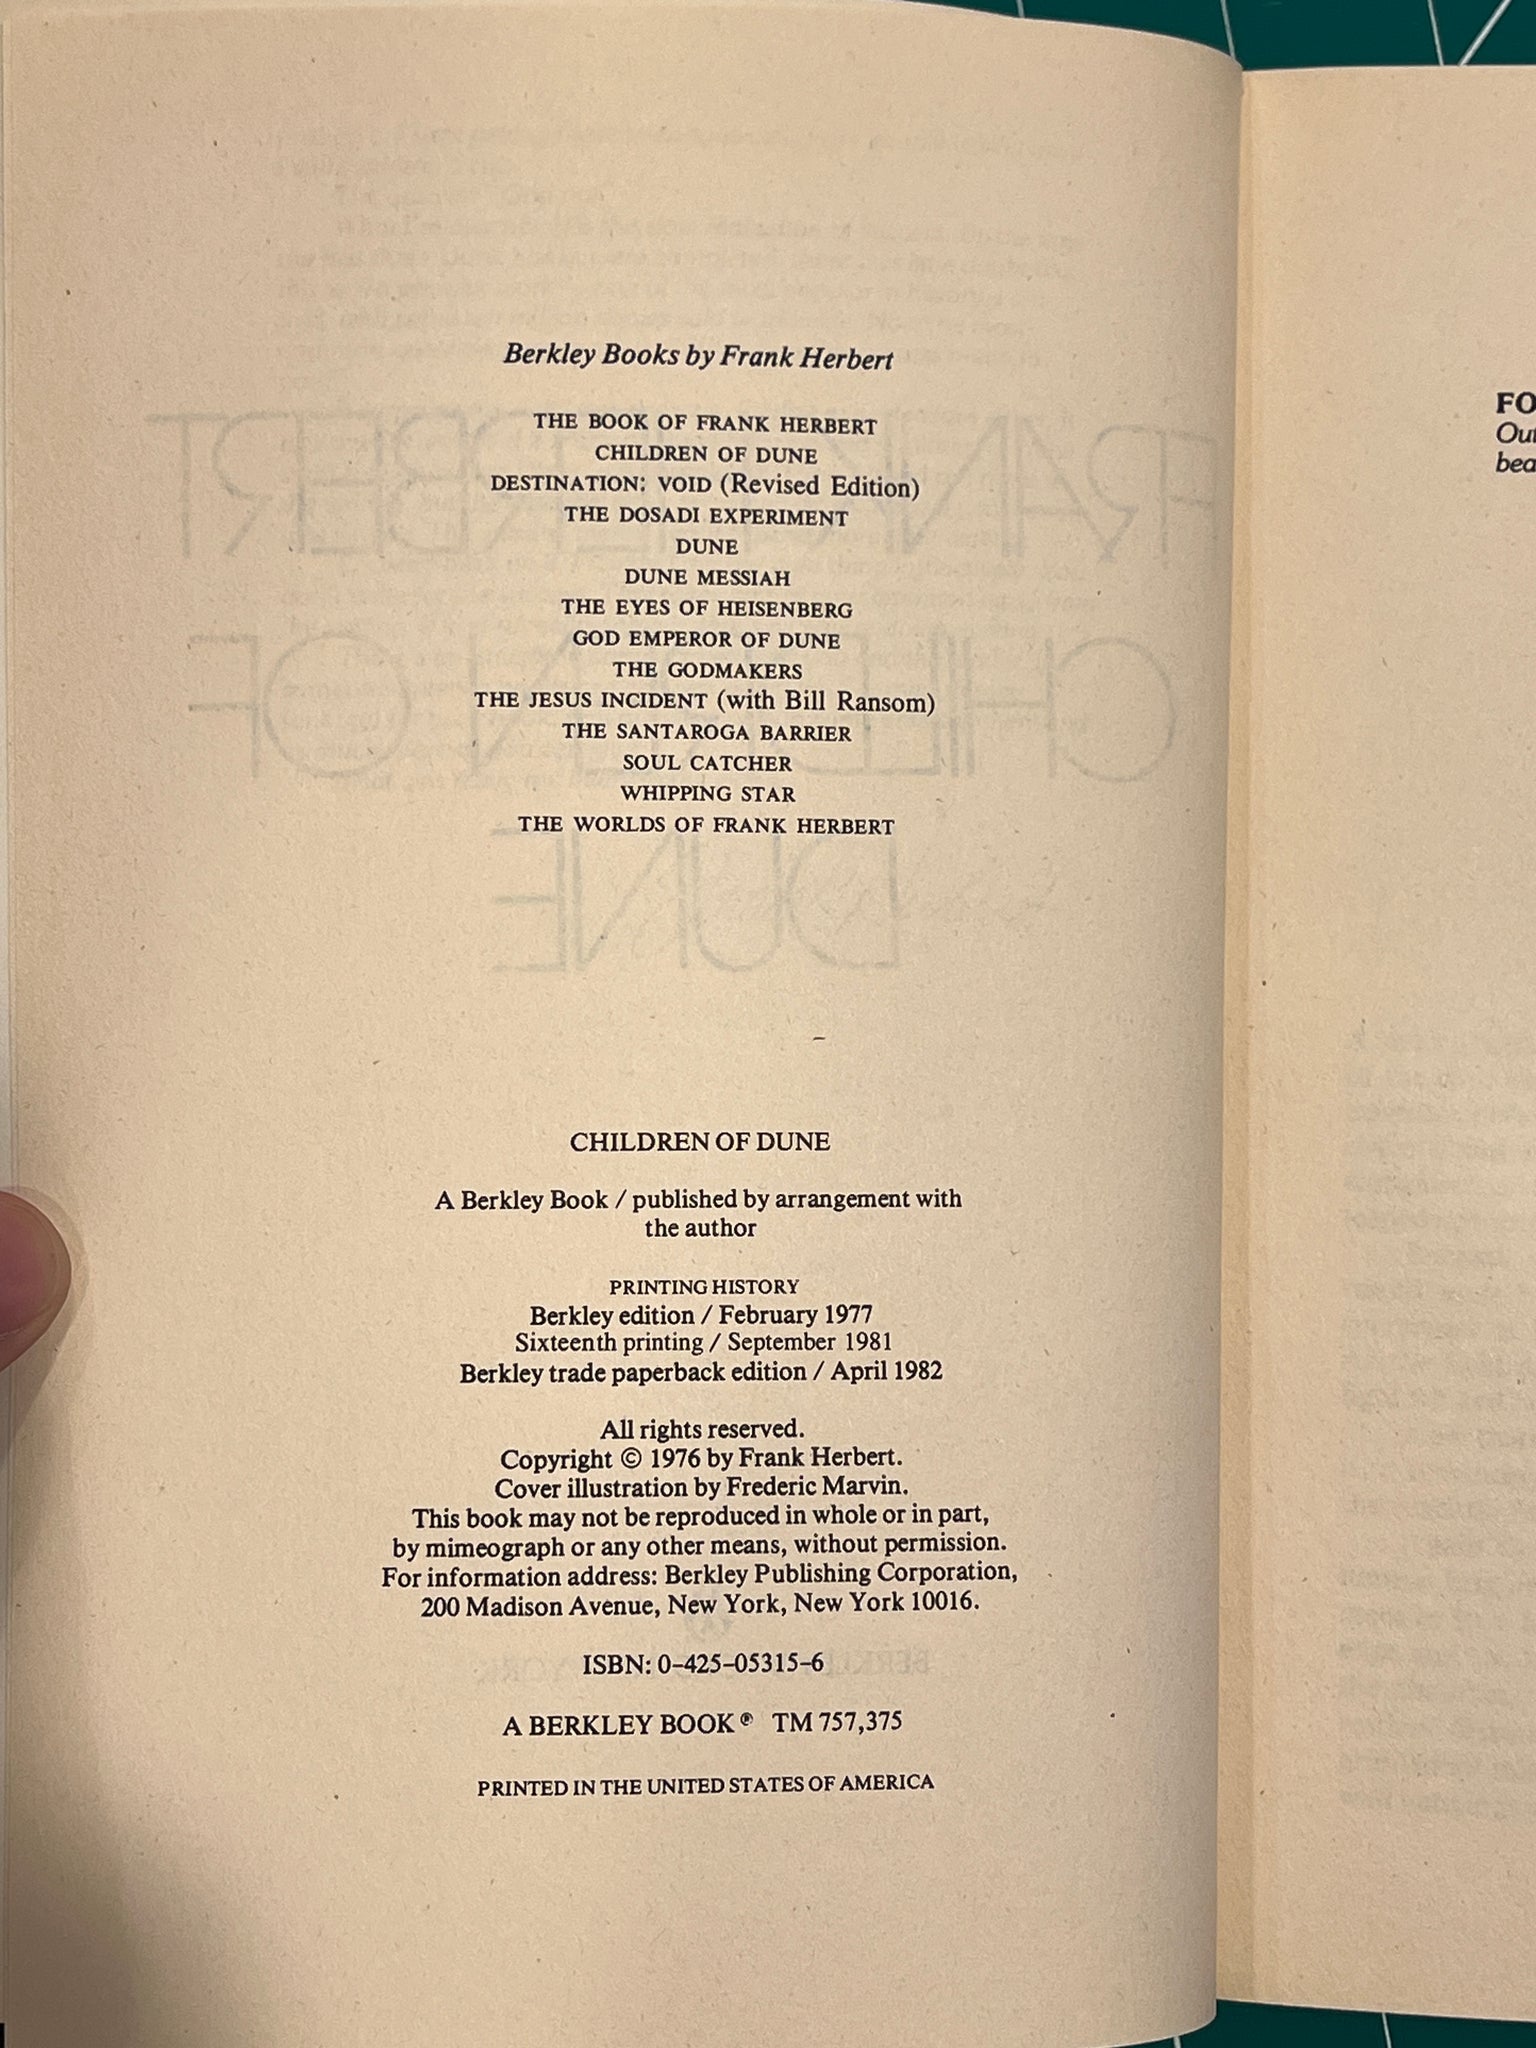 Berkley Books by Frank Herbert
THE BOOK OF FRANK HERBERT
CHILDREN OF DUNE
DESTINATION: VOID (Revised Edition)
THE DOSADI EXPERIMENT
DUNE
DUNE MESSIAH
THE EYES OF HEISENBERG
GOD EMPEROR OF DUNE
THE GODMAKERS
THE JESUS INCIDENT (with Bill Ransom)
THE SANTAROGA BARRIER
SOUL CATCHER
WHIPPING STAR
THE WORLDS OF FRANK HERBERT
CHILDREN OF DUNE
A Berkley Book / published by arrangement with
the author
PRINTING HISTORY
Berkley edition / February 1977
Sixteenth printing / September 1981
Berkley trade paperback edition / April 1982
All rights reserved.
Copyright © 1976 by Frank Herbert.
Cover illustration by Frederic Marvin.
This book may not be reproduced in whole or in part,
by mimeograph or any other means, without permission.
For information address: Berkley Publishing Corporation,
200 Madison Avenue, New York, New York 10016.
ISBN: 0-425-05315-6
A BERKLEY BOOK ® TM 757,375
PRINTED IN THE UNITED STATES OF AMERICA
FO
Out
bea